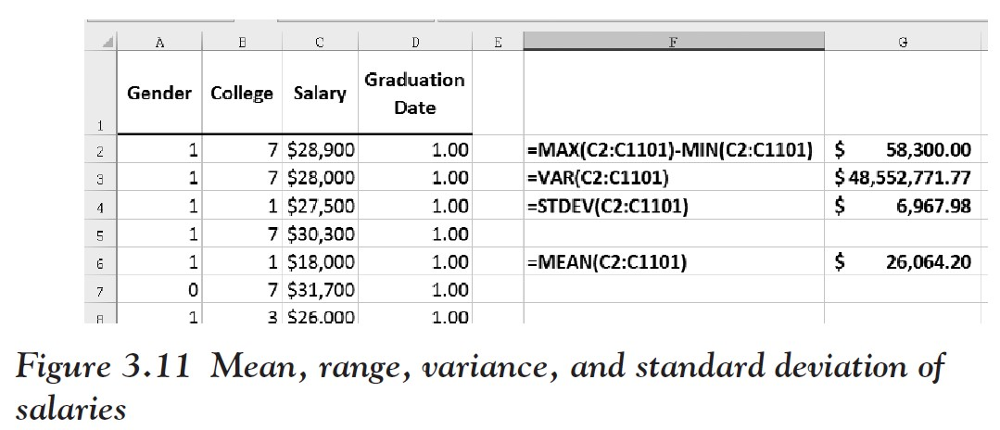 A B C D E F G
1 Gender College Salary Graduation Date
2 1 7 $28,900 1.00 =MAX(C2:C1101)-MIN(C2:C1101) $ 58,300.00
3 1 7 $28,000 1.00 =VAR(C2:C1101) $ 48,552,771.77
4 1 1 $27,500 1.00 =STDEV(C2:C1101) $ 6,967.98
5 1 7 $30,300 1.00
6 1 1 $18,000 1.00 =MEAN(C2:C1101) $ 26,064.20
7 0 7 $31,700 1.00
8 1 3 $26,000 1.00
Figure 3.11 Mean, range, variance, and standard deviation of
salaries